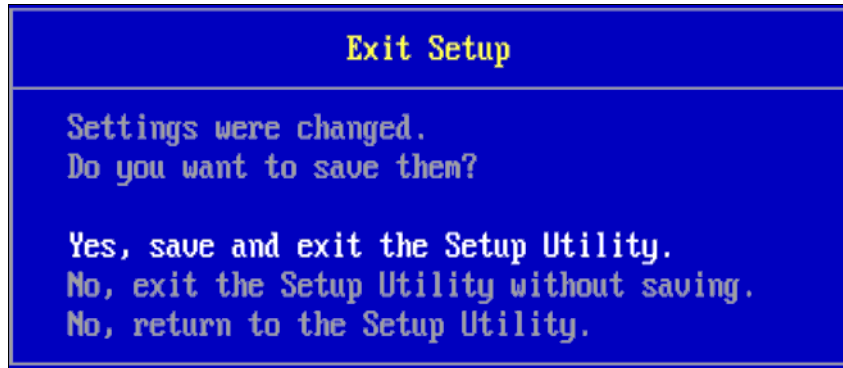 Exit Setup
Settings were changed.
Do you want to save them?
Yes, save and exit the Setup Utility.
No, exit the Setup Utility without saving.
No, return to the Setup Utility.